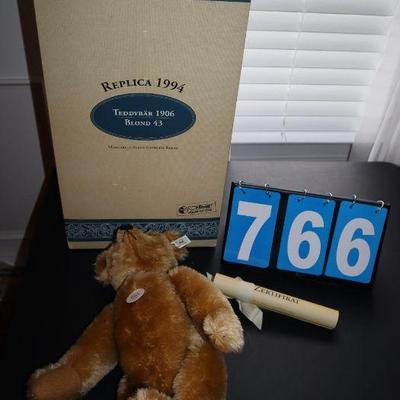 REPLICA 1994
TEDDYBÄR 1906
BLOND 43
766
ZERTIFIKAT